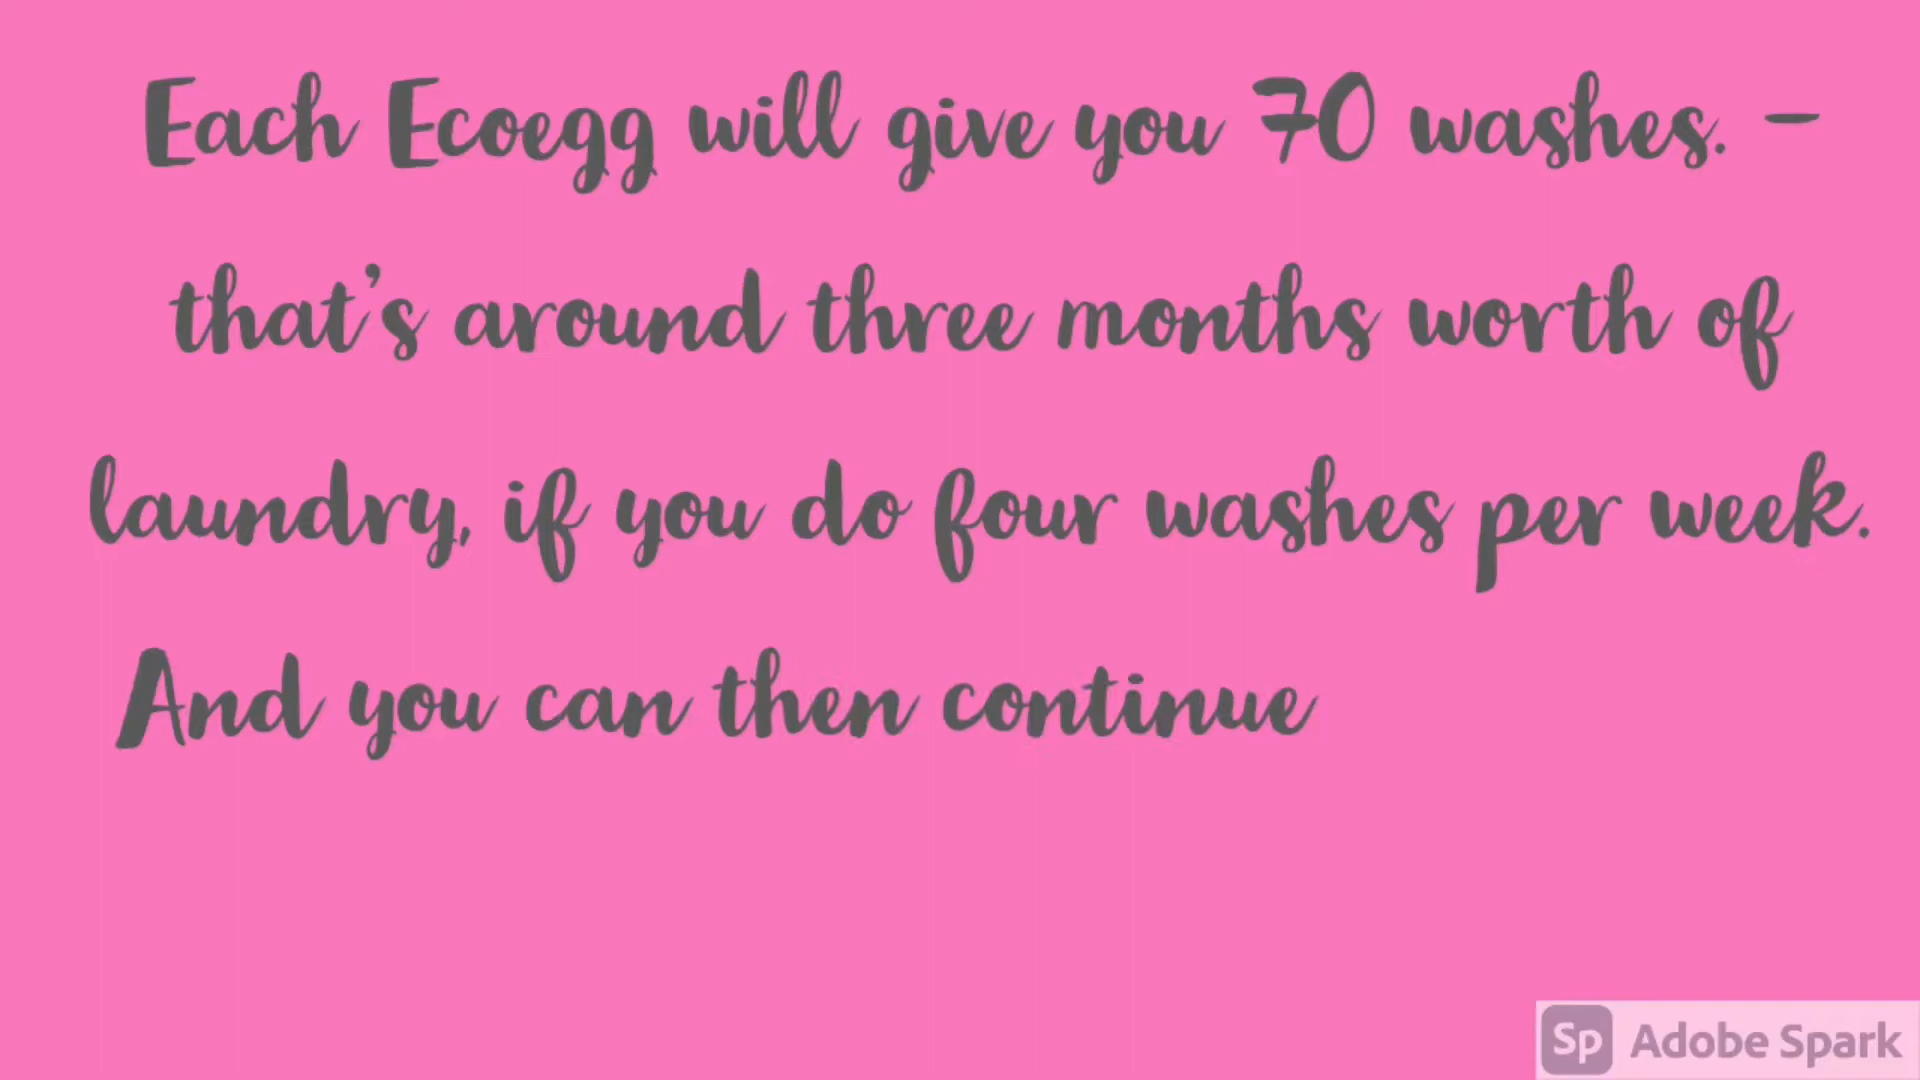 Each Ecoegg will give you 70 washes. -
that's around three months worth of
laundry, if you do four washes per week.
And you can then continue
Sp Adobe Spark